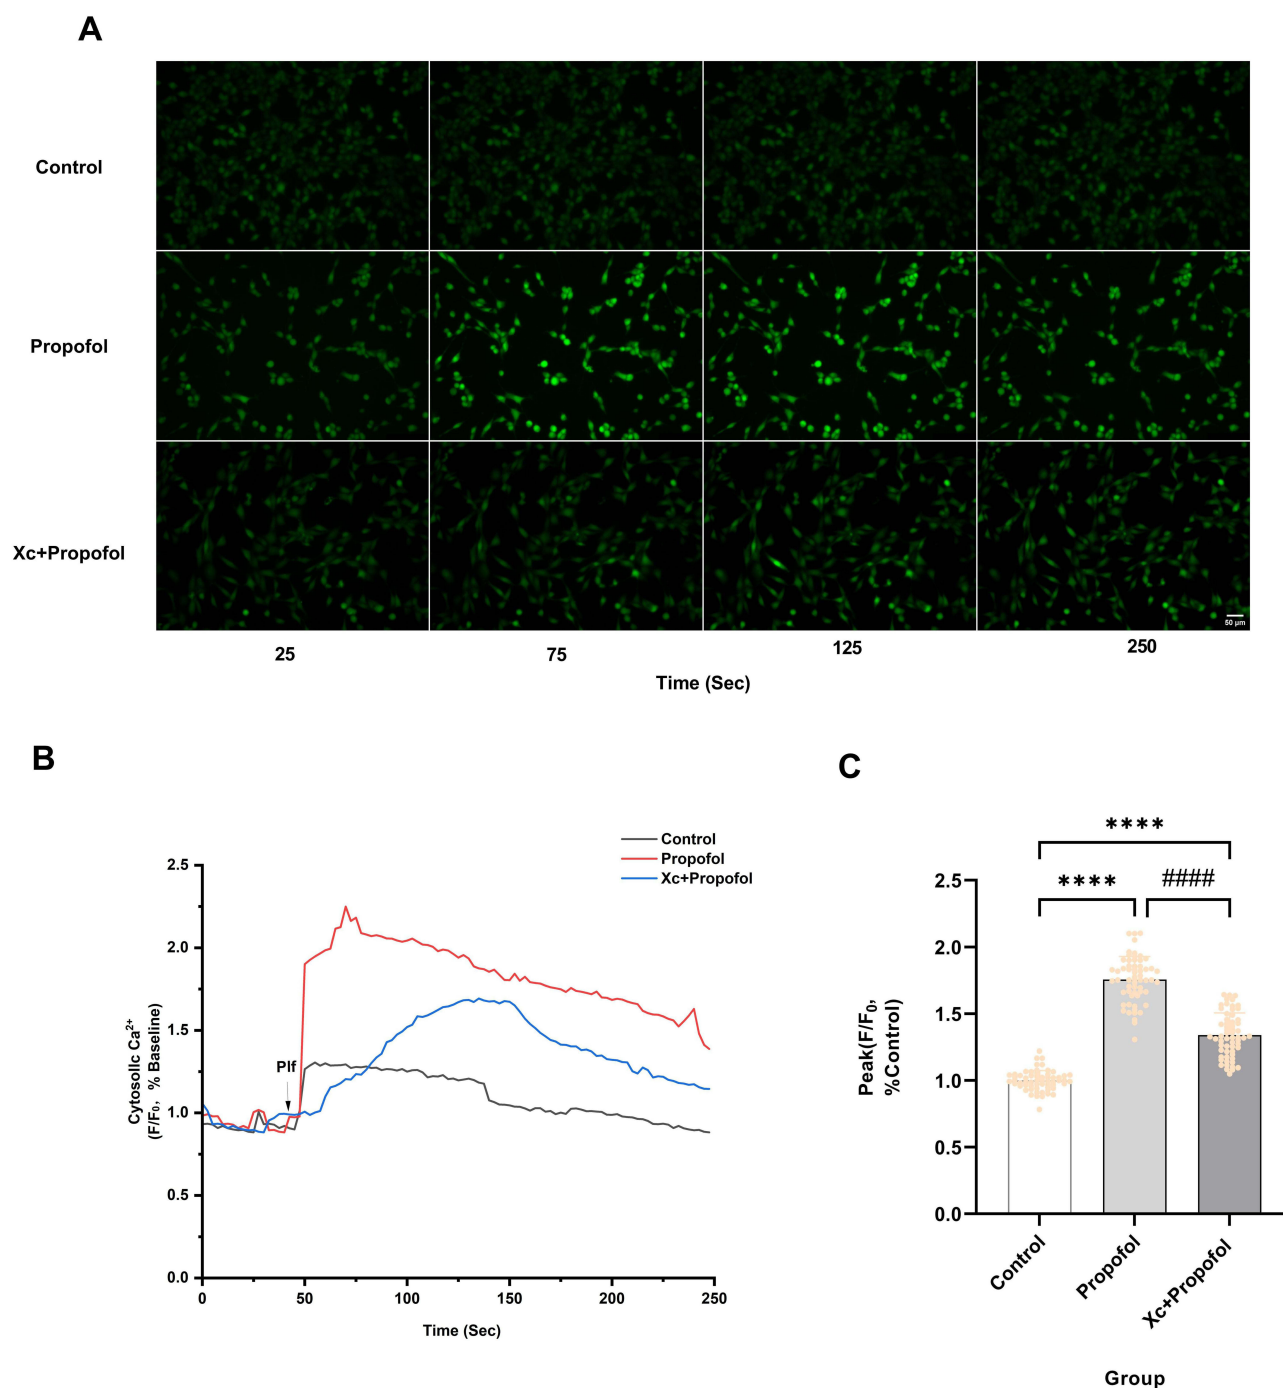 A
Control
Propofol
Xc+Propofol
50 μm
25 75 125 250
Time (Sec)
B
Control
Propofol
Xc+Propofol
Cytosolic Ca²⁺
(F/F₀, % Baseline)
2.5
2.0
1.5
1.0
0.5
0.0
Plf
0 50 100 150 200 250
Time (Sec)
C
****
**** ####
Peak(F/F₀,
%Control)
2.5
2.0
1.5
1.0
0.5
0.0
Control
Propofol
Xc+Propofol
Group